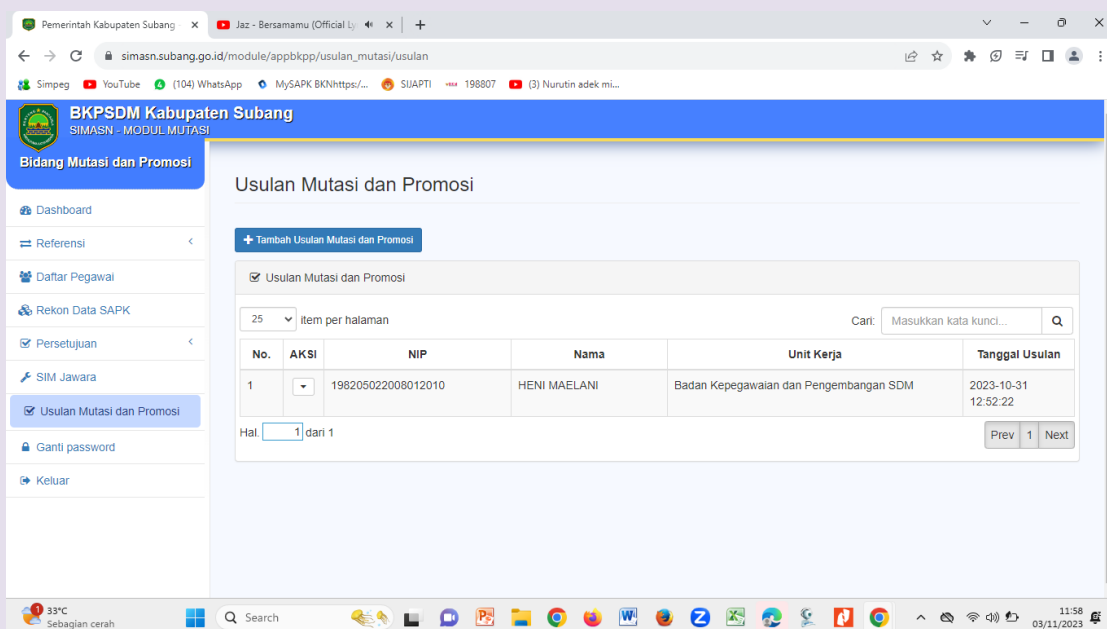 Pemerintah Kabupaten Subang
Jaz - Bersamamu (Official Ly
simasn.subang.go.id/module/appbkpp/usulan_mutasi/usulan
Simpeg YouTube (104) WhatsApp MySAPK BKNhttps:/... SIJAPTI 198807 (3) Nurutin adek mi...
BKPSDM Kabupaten Subang
SIMASN - MODUL MUTASI
Bidang Mutasi dan Promosi
Dashboard
Referensi
Daftar Pegawai
Rekon Data SAPK
Persetujuan
SIM Jawara
Usulan Mutasi dan Promosi
Ganti password
Keluar
Usulan Mutasi dan Promosi
Tambah Usulan Mutasi dan Promosi
Usulan Mutasi dan Promosi
25 item per halaman Cari: Masukkan kata kunci...
No. AKSI NIP Nama Unit Kerja Tanggal Usulan
1 198205022008012010 HENI MAELANI Badan Kepegawaian dan Pengembangan SDM 2023-10-31
12:52:22
Hal. 1 dari 1 Prev 1 Next
1 33°C
Sebagian cerah
Search
11:58
03/11/2023